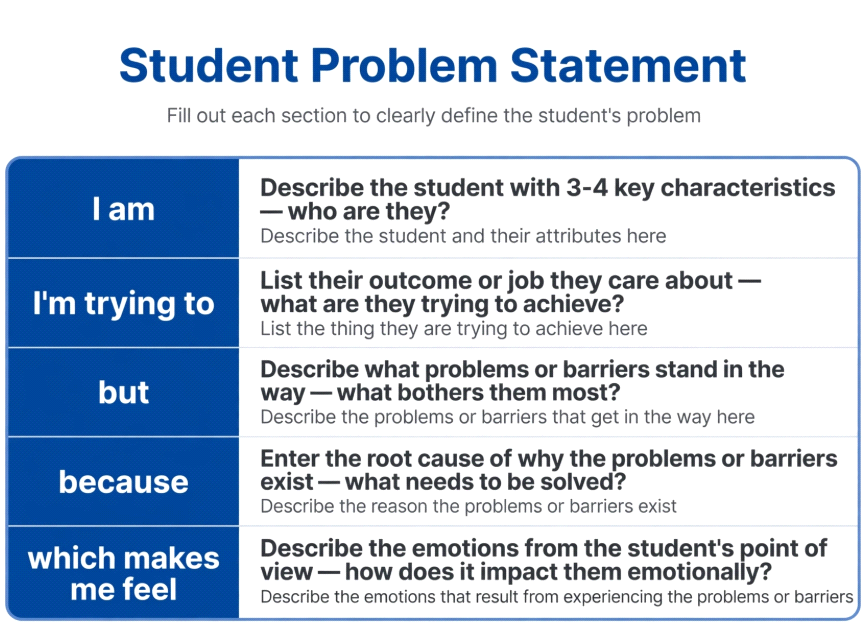 Student Problem Statement
Fill out each section to clearly define the student's problem
I am
Describe the student with 3-4 key characteristics
— who are they?
Describe the student and their attributes here
I'm trying to
List their outcome or job they care about —
what are they trying to achieve?
List the thing they are trying to achieve here
but
Describe what problems or barriers stand in the
way — what bothers them most?
Describe the problems or barriers that get in the way here
because
Enter the root cause of why the problems or barriers
exist — what needs to be solved?
Describe the reason the problems or barriers exist
which makes
me feel
Describe the emotions from the student's point of
view — how does it impact them emotionally?
Describe the emotions that result from experiencing the problems or barriers